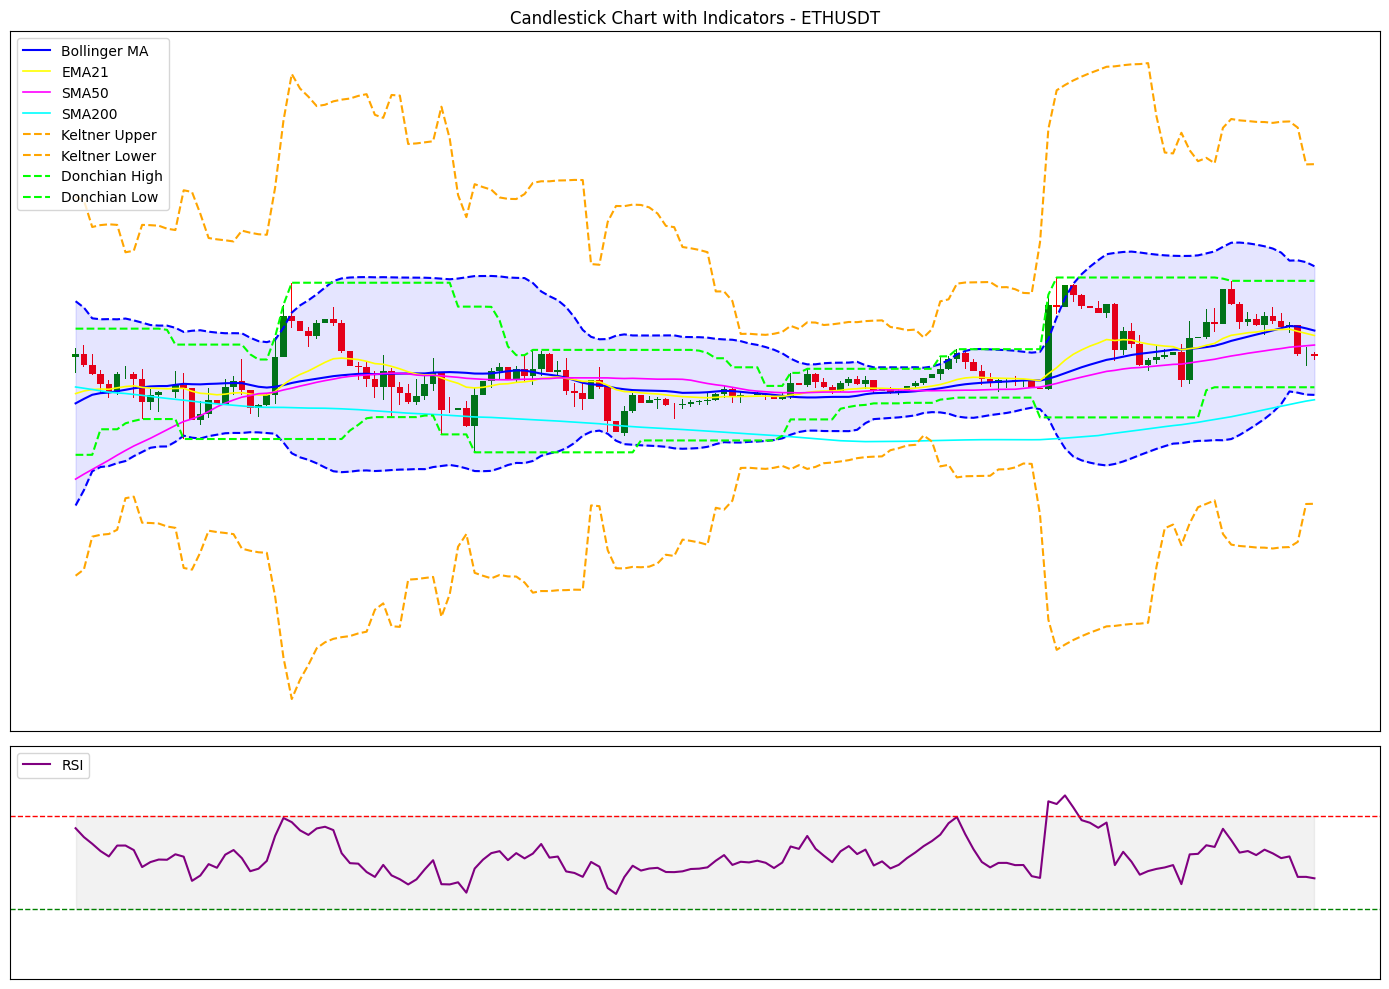 Candlestick Chart with Indicators - ETHUSDT
Bollinger MA
EMA21
SMA50
SMA200
Keltner Upper
Keltner Lower
Donchian High
Donchian Low
RSI